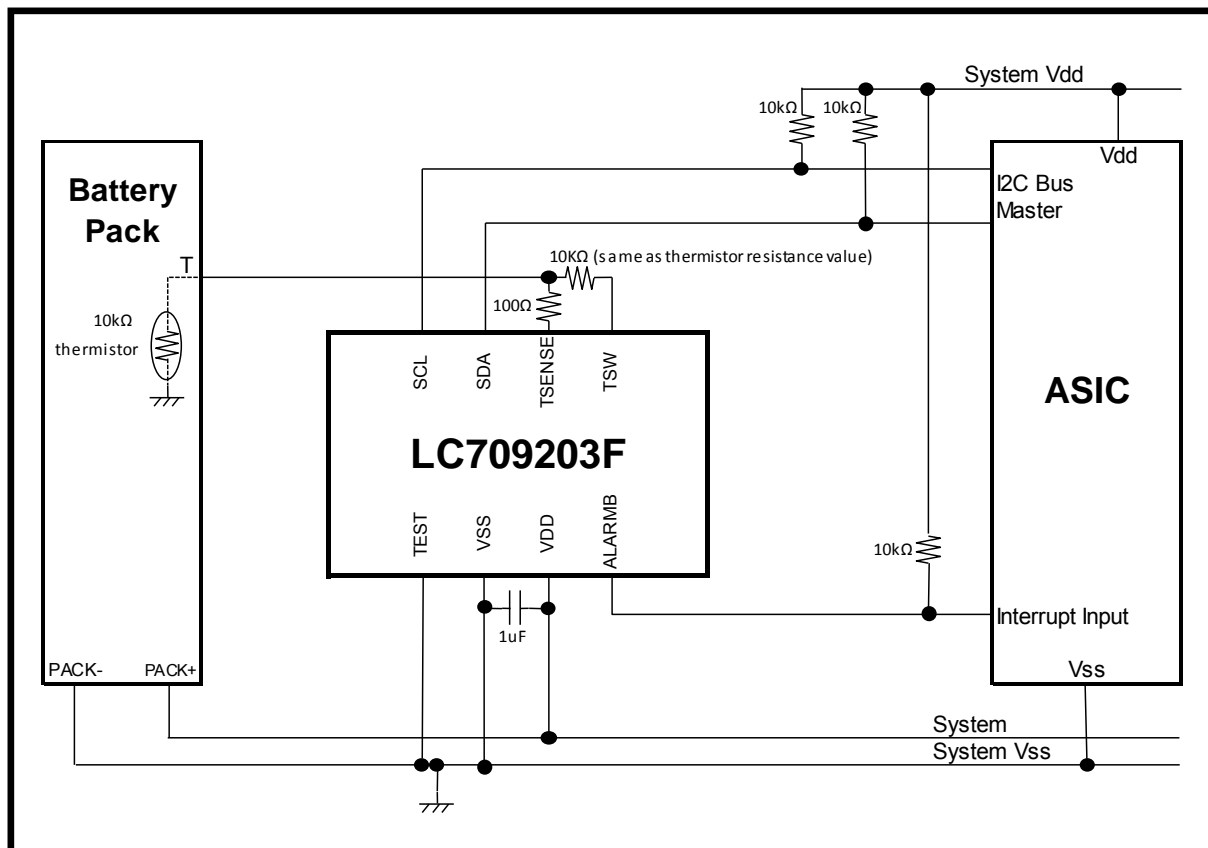 System Vdd
10kΩ
10kΩ
Vdd
I2C Bus
Master
Battery
Pack
T
10KΩ (same as thermistor resistance value)
100Ω
10kΩ
thermistor
SCL
SDA
TSENSE
TSW
ASIC
LC709203F
TEST
VSS
VDD
ALARMB
10kΩ
1uF
Interrupt Input
PACK-
PACK+
Vss
System
System Vss